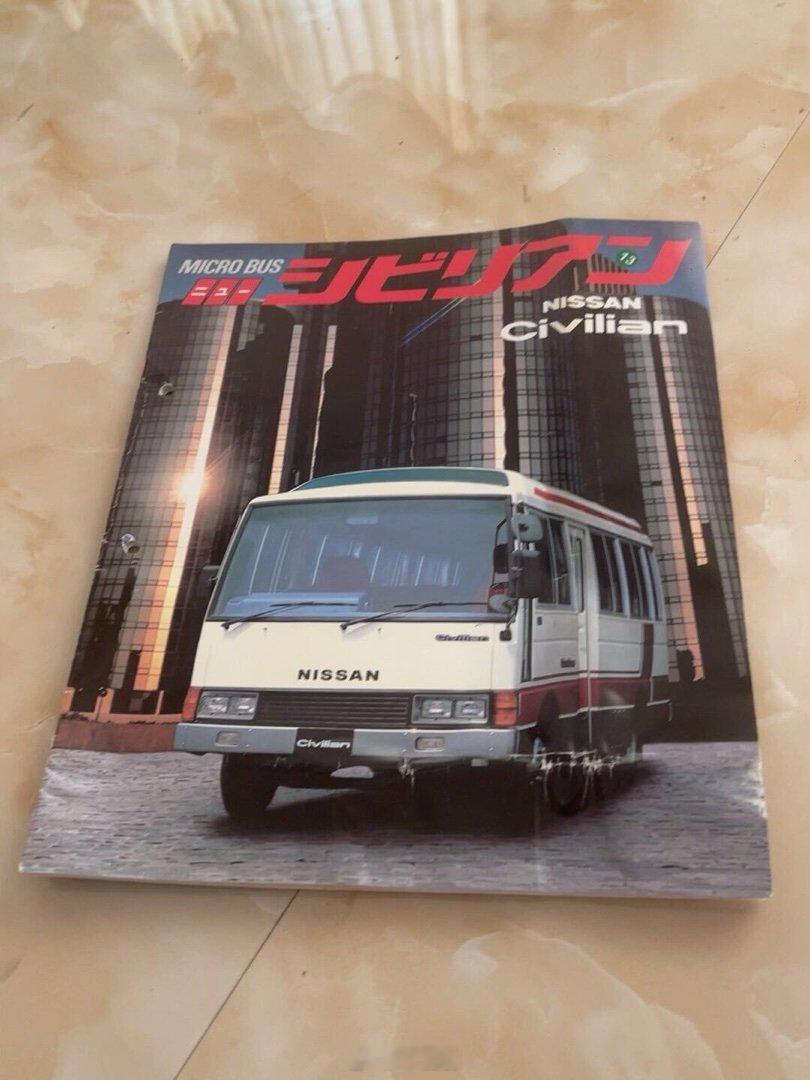 MICRO BUS
ニュー シビリアン
13
NISSAN
Civilian
Civilian
NISSAN
Civilian